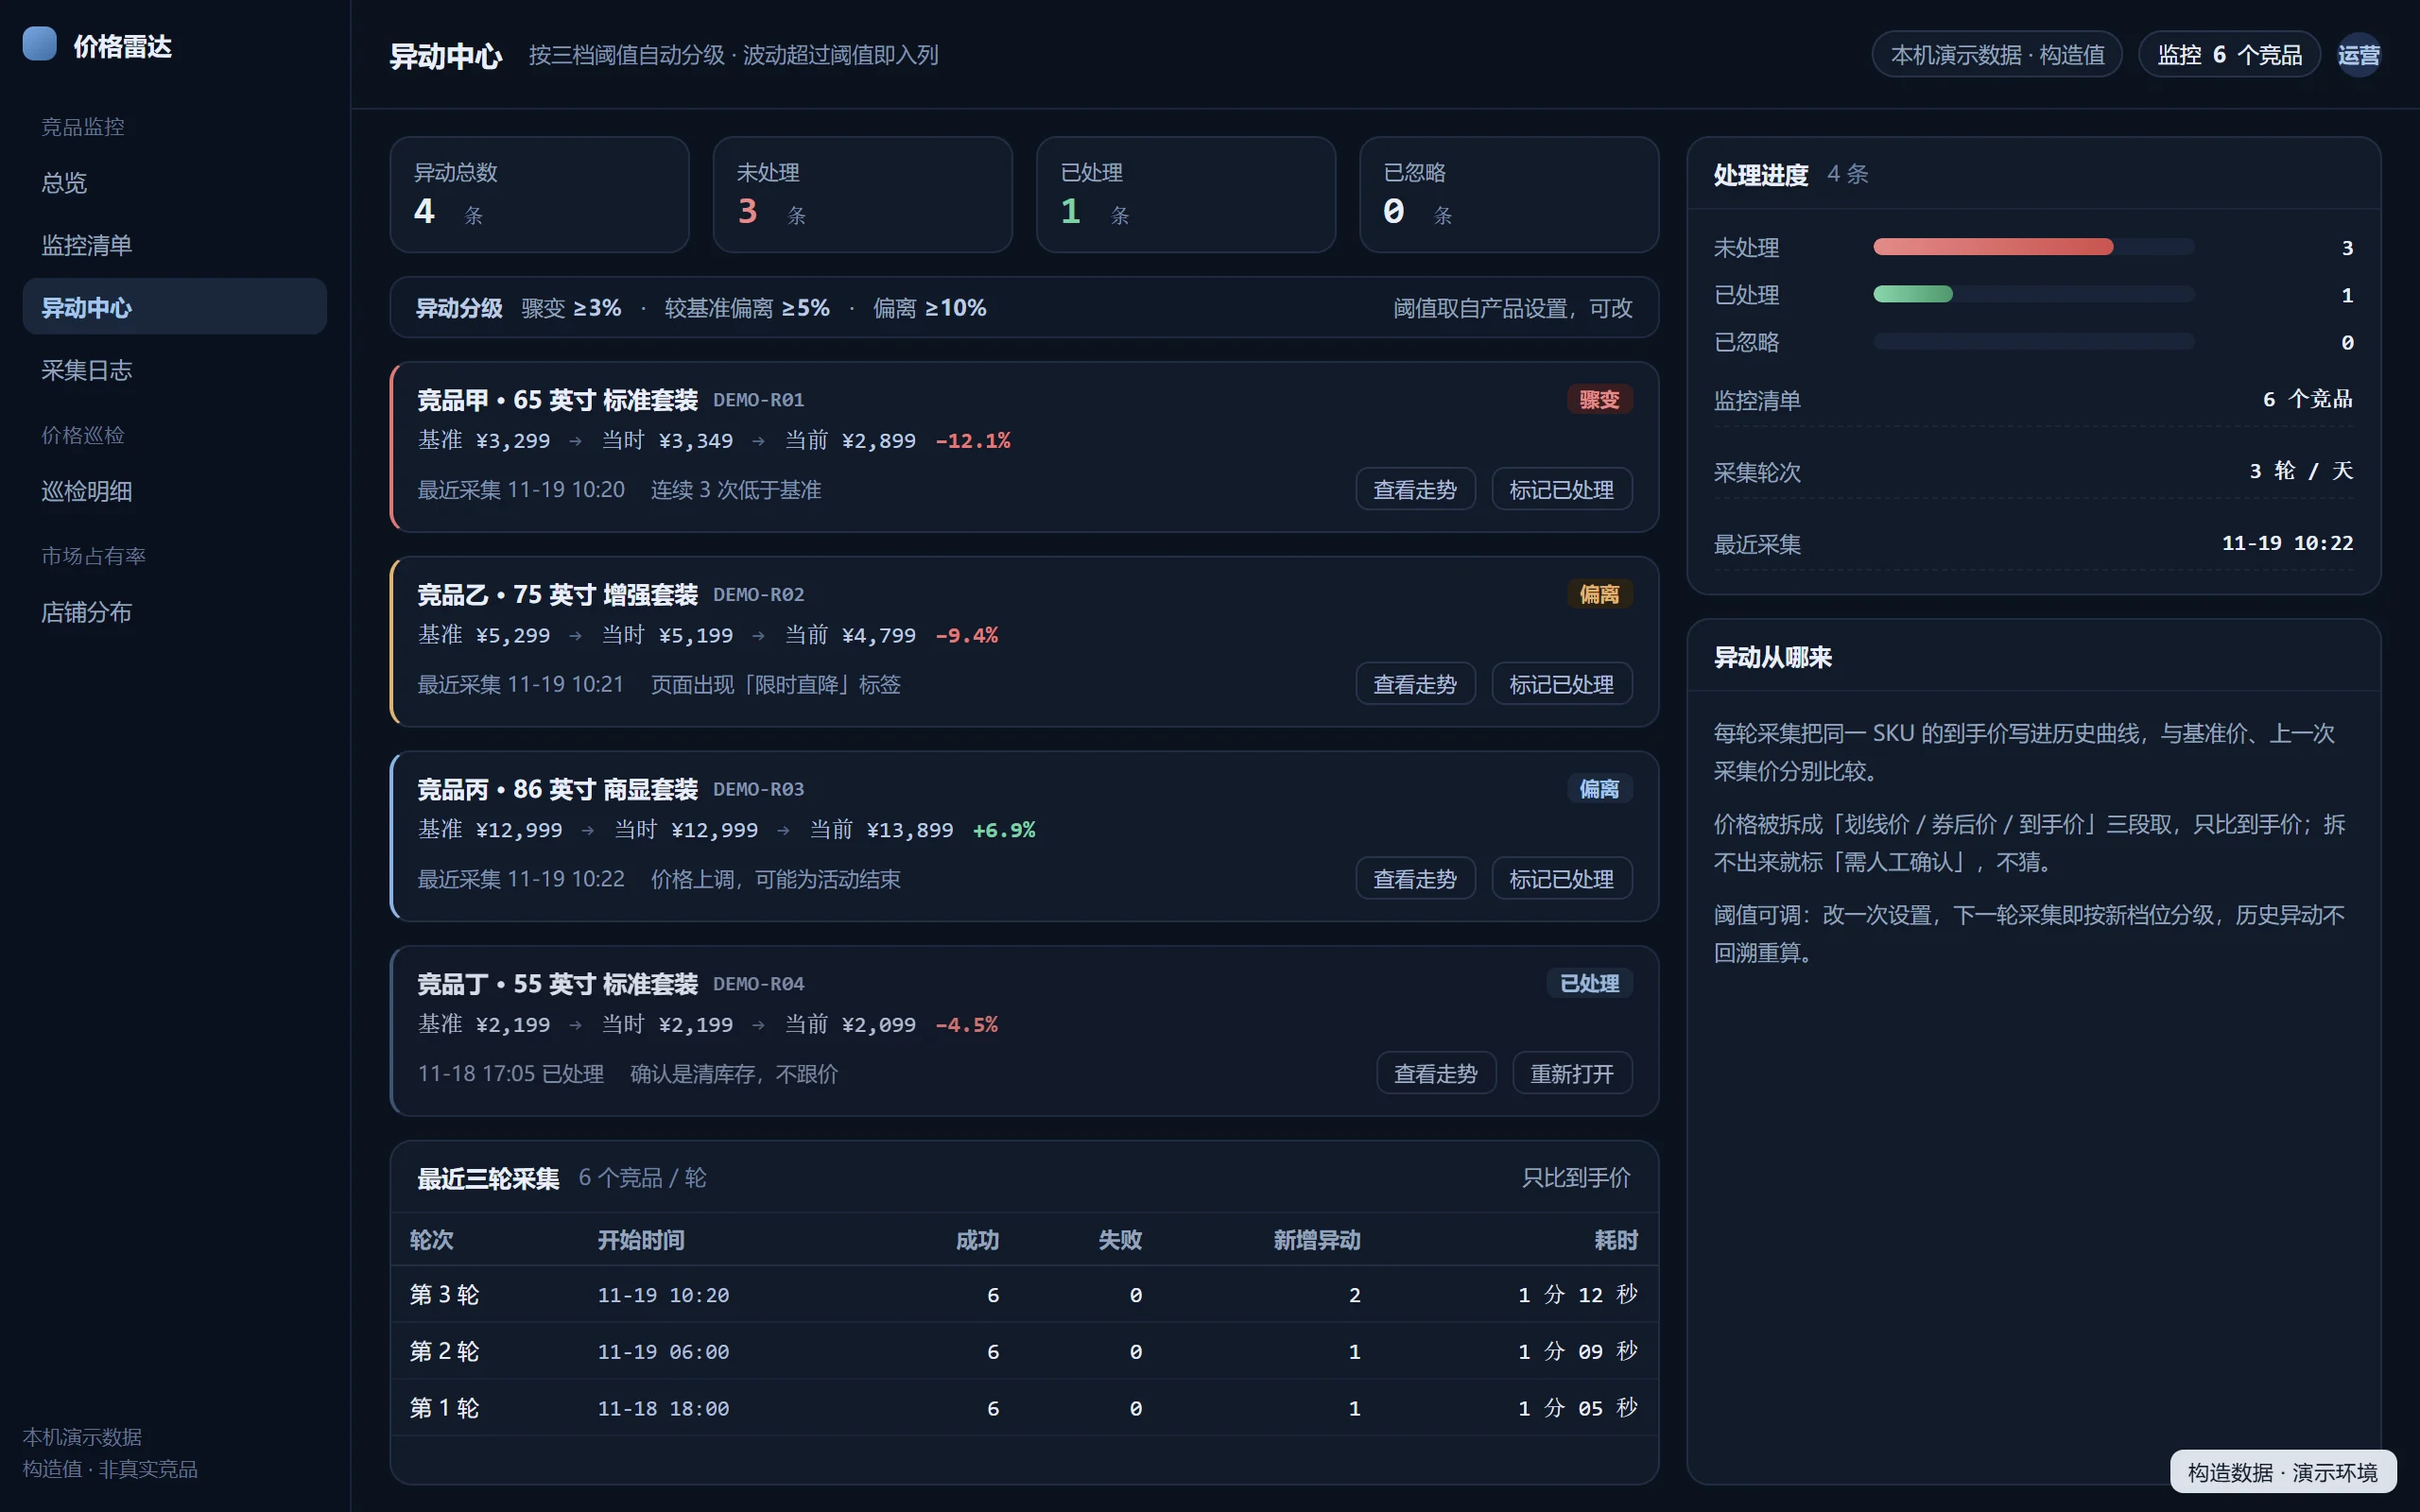 价格雷达
竞品监控
总览
监控清单
异动中心
采集日志
价格巡检
巡检明细
市场占有率
店铺分布
本机演示数据
构造值 · 非真实竞品
异动中心 按三档阈值自动分级 · 波动超过阈值即入列
本机演示数据 · 构造值 监控 6 个竞品 运营
异动总数
4 条
未处理
3 条
已处理
1 条
已忽略
0 条
异动分级 骤变 ≥3% · 较基准偏离 ≥5% · 偏离 ≥10% 阈值取自产品设置，可改
竞品甲 • 65 英寸 标准套装 DEMO-R01 骤变
基准 ¥3,299 → 当时 ¥3,349 → 当前 ¥2,899 −12.1%
最近采集 11-19 10:20 连续 3 次低于基准 查看走势 标记已处理
竞品乙 • 75 英寸 增强套装 DEMO-R02 偏离
基准 ¥5,299 → 当时 ¥5,199 → 当前 ¥4,799 −9.4%
最近采集 11-19 10:21 页面出现「限时直降」标签 查看走势 标记已处理
竞品丙 • 86 英寸 商显套装 DEMO-R03 偏离
基准 ¥12,999 → 当时 ¥12,999 → 当前 ¥13,899 +6.9%
最近采集 11-19 10:22 价格上调，可能为活动结束 查看走势 标记已处理
竞品丁 • 55 英寸 标准套装 DEMO-R04 已处理
基准 ¥2,199 → 当时 ¥2,199 → 当前 ¥2,099 −4.5%
11-18 17:05 已处理 确认是清库存，不跟价 查看走势 重新打开
最近三轮采集 6 个竞品 / 轮 只比到手价
轮次 开始时间 成功 失败 新增异动 耗时
第 3 轮 11-19 10:20 6 0 2 1 分 12 秒
第 2 轮 11-19 06:00 6 0 1 1 分 09 秒
第 1 轮 11-18 18:00 6 0 1 1 分 05 秒
处理进度 4 条
未处理 3
已处理 1
已忽略 0
监控清单 6 个竞品
采集轮次 3 轮 / 天
最近采集 11-19 10:22
异动从哪来
每轮采集把同一 SKU 的到手价写进历史曲线，与基准价、上一次
采集价分别比较。
价格被拆成「划线价 / 券后价 / 到手价」三段取，只比到手价；拆
不出来就标「需人工确认」，不猜。
阈值可调：改一次设置，下一轮采集即按新档位分级，历史异动不
回溯重算。
构造数据 · 演示环境